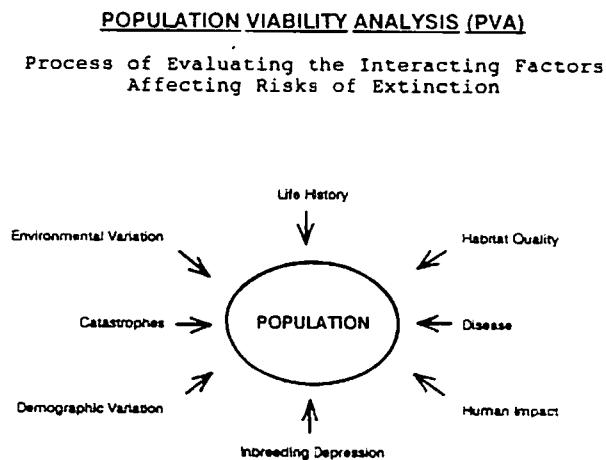 POPULATION VIABILITY ANALYSIS (PVA)
Process of Evaluating the Interacting Factors
Affecting Risks of Extinction
Life History
Environmental Variation
Habitat Quality
Catastrophes
POPULATION
Disease
Demographic Variation
Human Impact
Inbreeding Depression